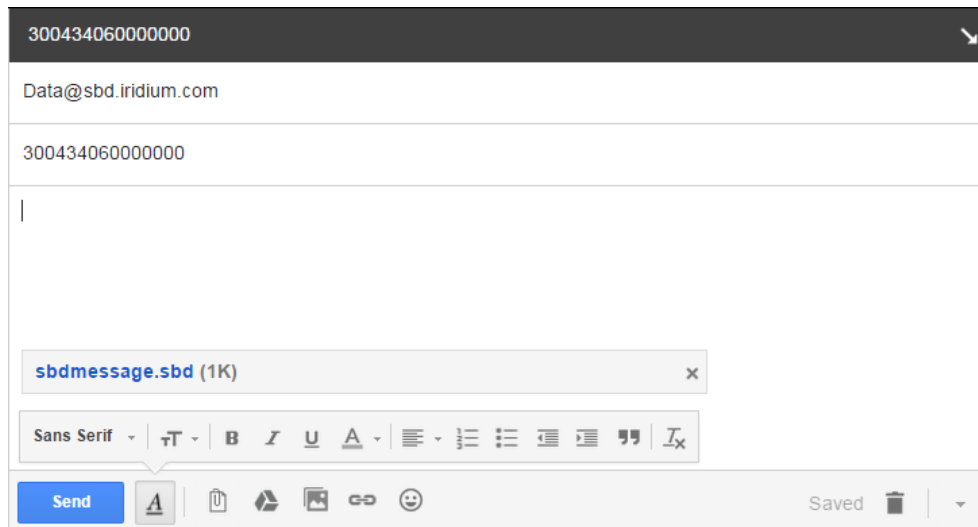 300434060000000
Data@sbd.iridium.com
300434060000000
sbdmessage.sbd (1K)
Sans Serif
Send
Saved